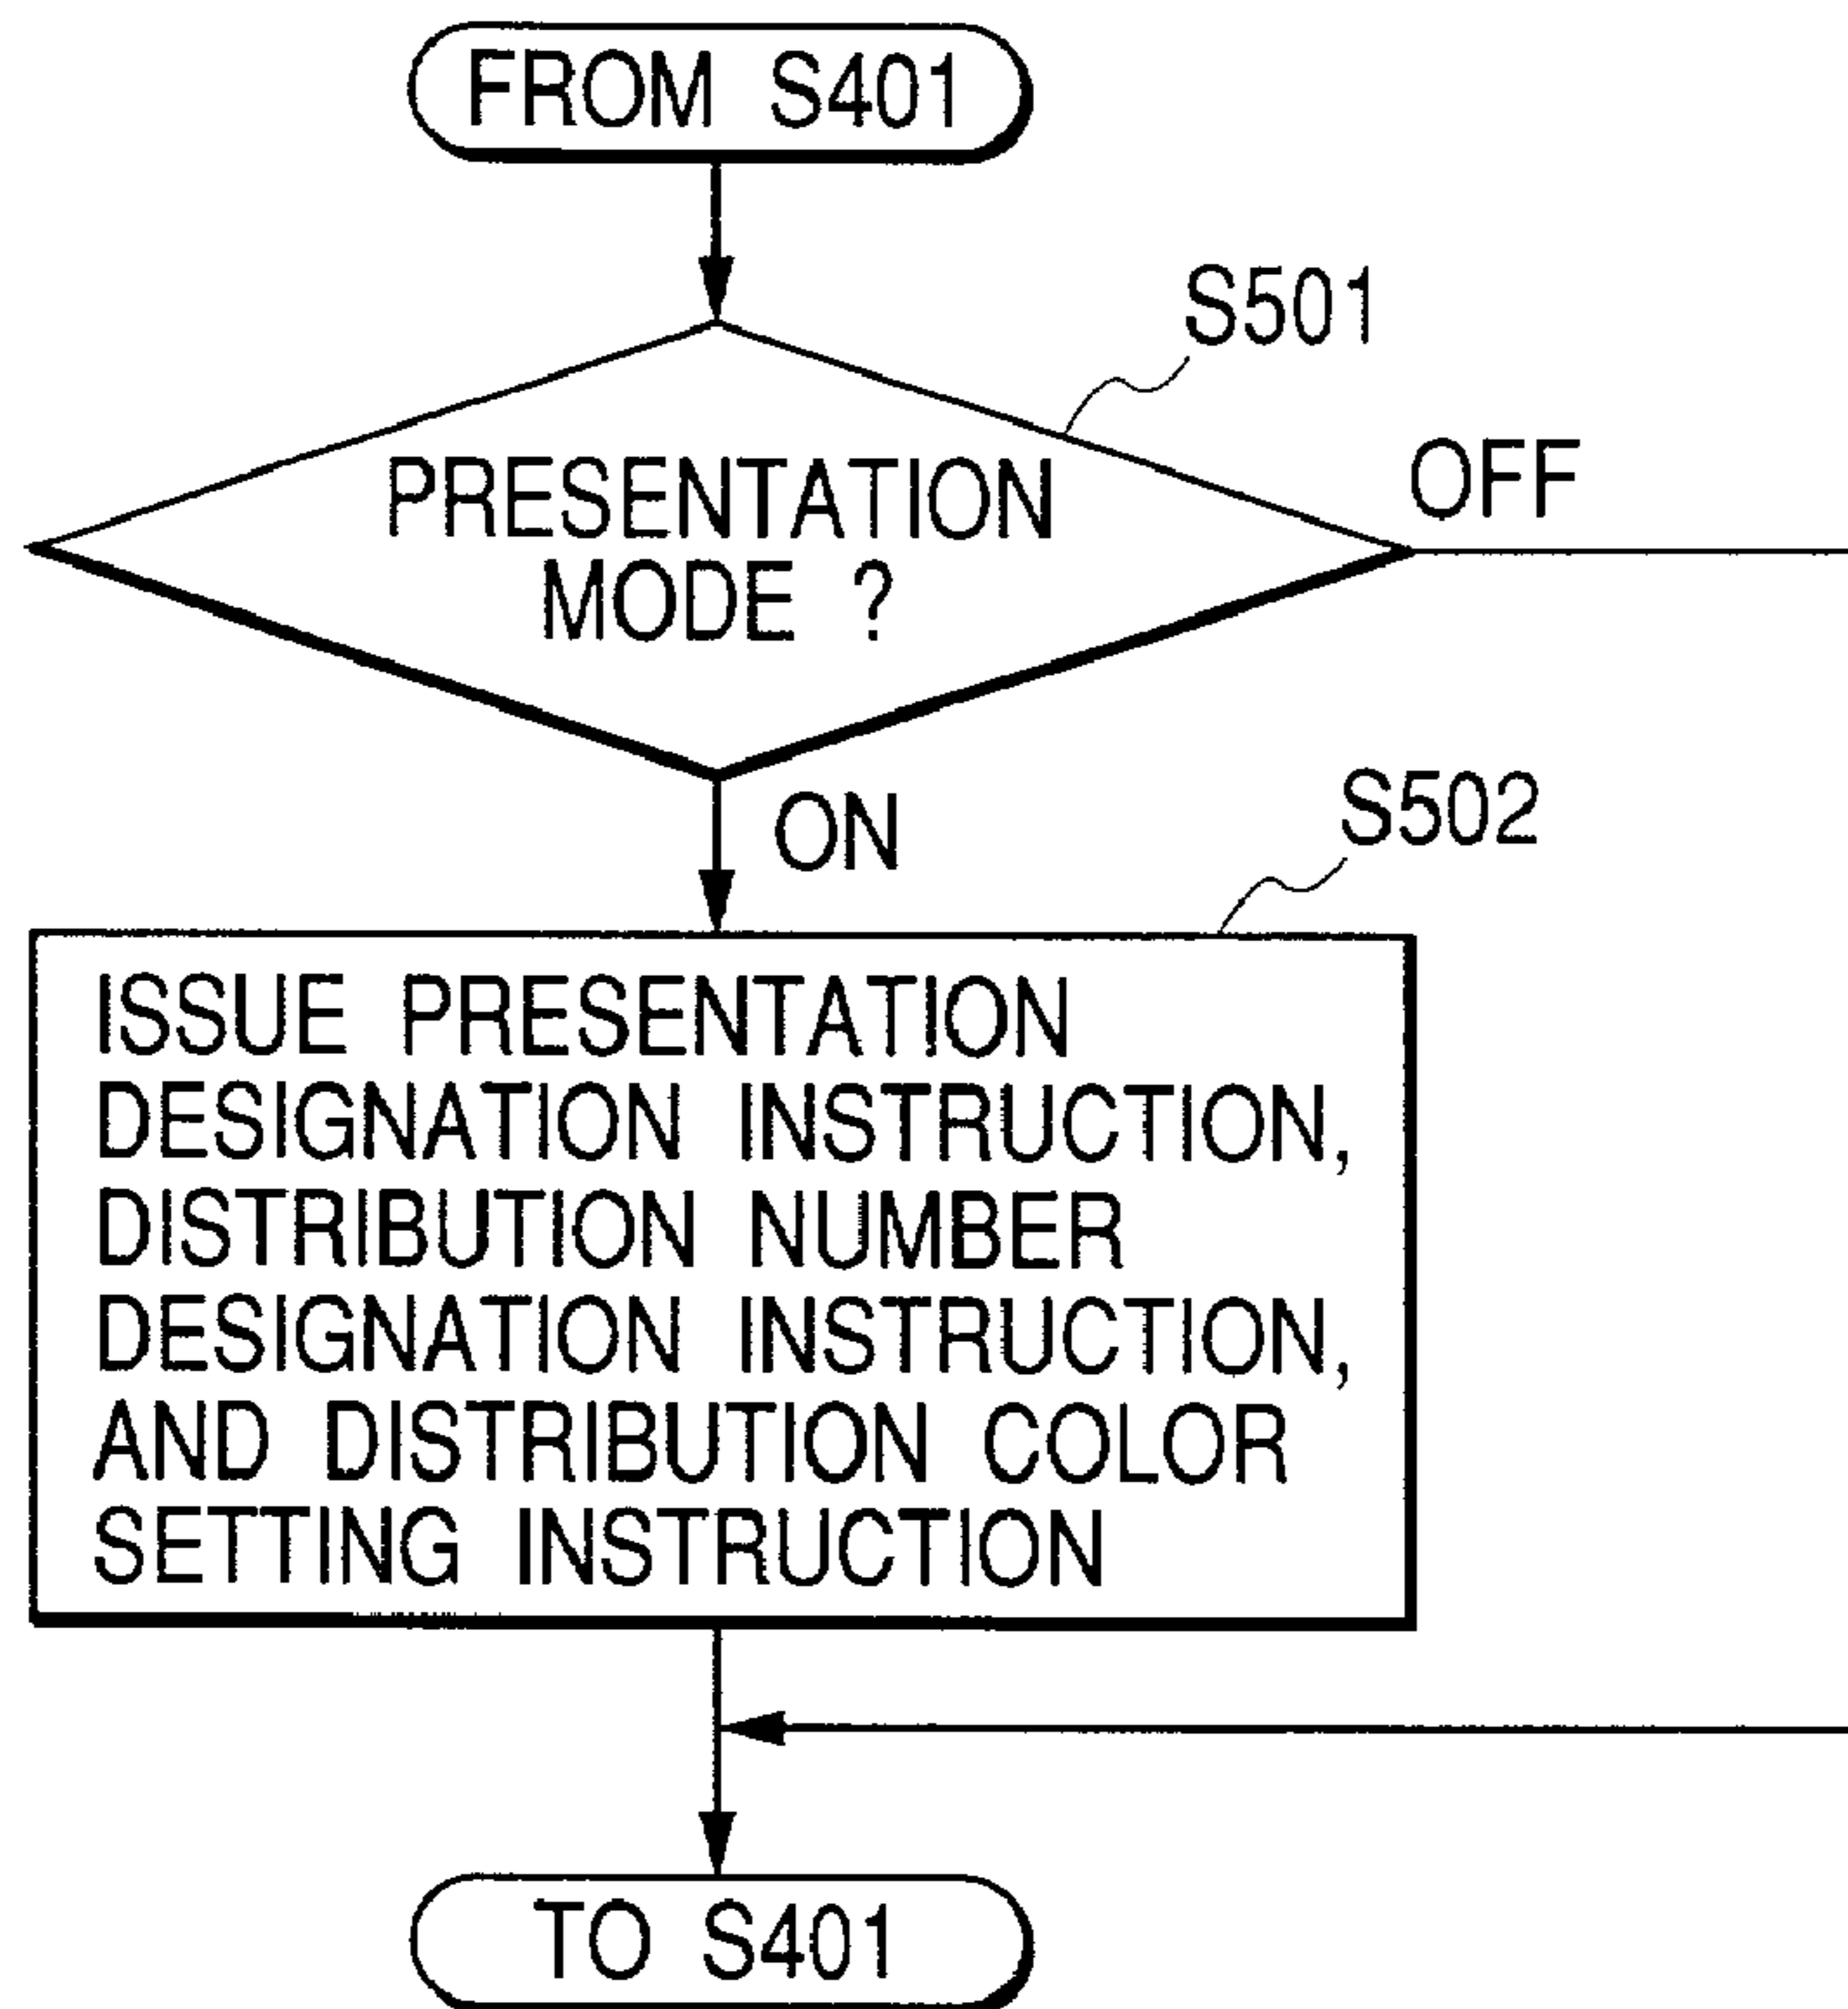 FROM S401
S501
PRESENTATION
MODE ?
OFF
ON
S502
ISSUE PRESENTATION
DESIGNATION INSTRUCTION,
DISTRIBUTION NUMBER
DESIGNATION INSTRUCTION,
AND DISTRIBUTION COLOR
SETTING INSTRUCTION
TO S401